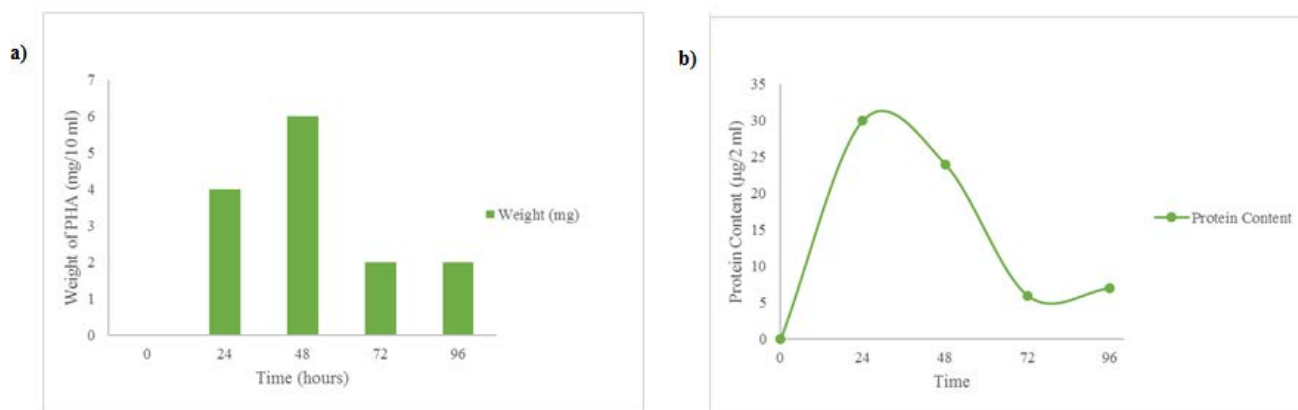 a)
Weight of PHA (mg/10 ml)
7
6
5
4
3
2
1
0
0 24 48 72 96
Time (hours)
Weight (mg)
b)
Protein Content (µg/2 ml)
35
30
25
20
15
10
5
0
0 24 48 72 96
Time
Protein Content